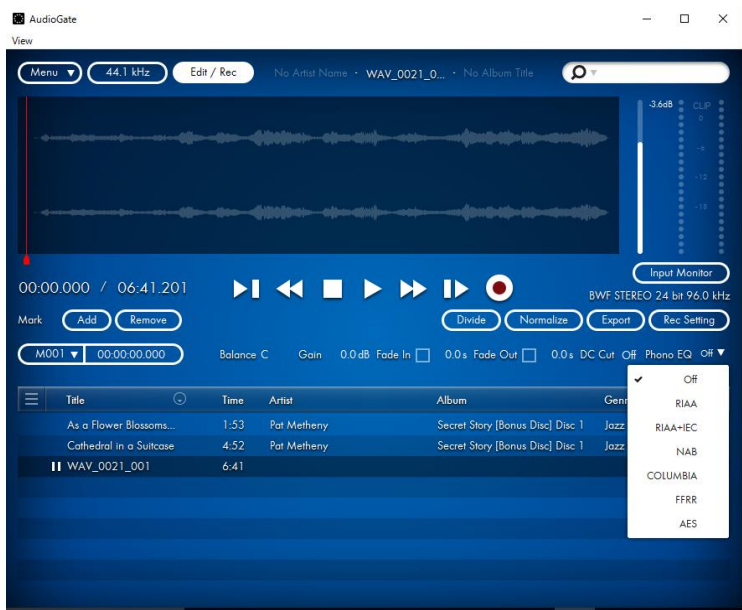 AudioGate
View
Menu ▼ 44.1 kHz Edit / Rec No Artist Name · WAV_0021_0... · No Album Title
-3.6dB CLIP
0
-6
-12
-18
Input Monitor
00:00.000 / 06:41.201
BWF STEREO 24 bit 96.0 kHz
Mark Add Remove Divide Normalize Export Rec Setting
M001 ▼ 00:00:00.000 Balance C Gain 0.0 dB Fade In 0.0 s Fade Out 0.0 s DC Cut Off Phono EQ Off ▼
✓ Off
RIAA
RIAA+IEC
NAB
COLUMBIA
FFRR
AES
Title Time Artist Album Genr
As a Flower Blossoms... 1:53 Pat Metheny Secret Story [Bonus Disc] Disc 1 Jazz
Cathedral in a Suitcase 4:52 Pat Metheny Secret Story [Bonus Disc] Disc 1 Jazz
WAV_0021_001 6:41